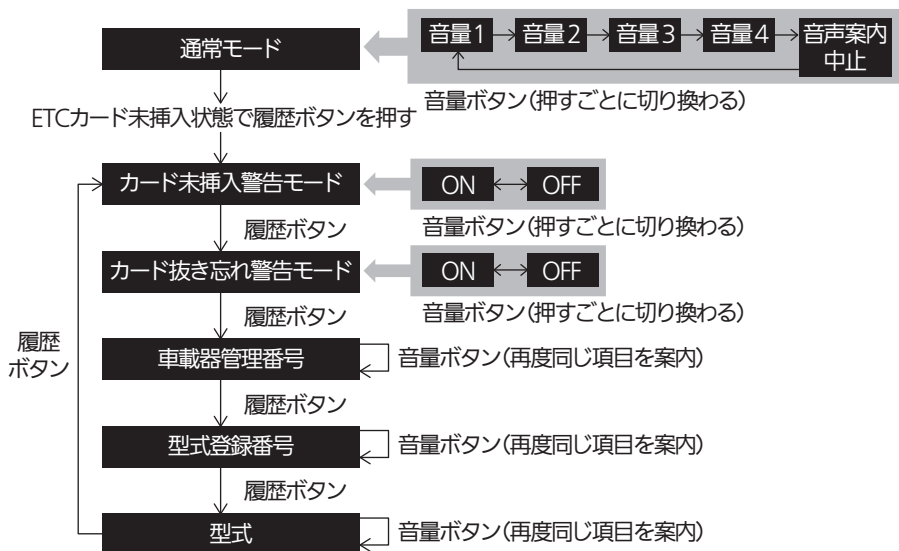 通常モード
音量1
音量2
音量3
音量4
音声案内
中止
音量ボタン(押すごとに切り換わる)
ETCカード未挿入状態で履歴ボタンを押す
カード未挿入警告モード
ON
OFF
音量ボタン(押すごとに切り換わる)
履歴ボタン
カード抜き忘れ警告モード
ON
OFF
音量ボタン(押すごとに切り換わる)
履歴ボタン
履歴
ボタン
車載器管理番号
音量ボタン(再度同じ項目を案内)
履歴ボタン
型式登録番号
音量ボタン(再度同じ項目を案内)
履歴ボタン
型式
音量ボタン(再度同じ項目を案内)